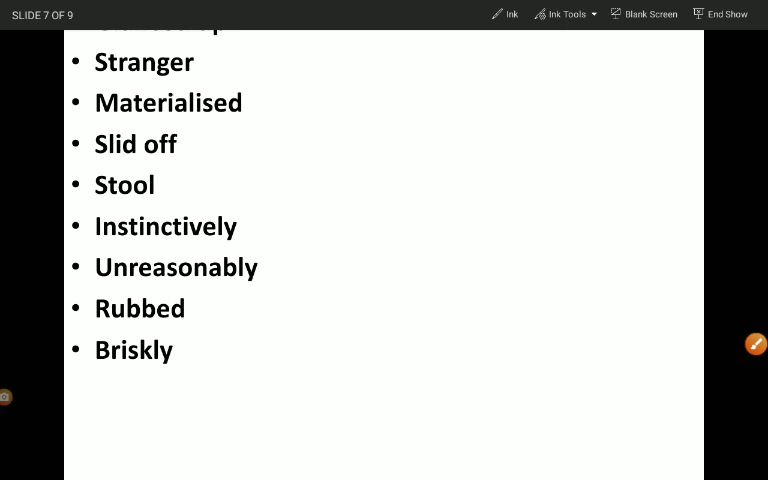 SLIDE 7 OF 9
Ink
Ink Tools
Blank Screen
End Show
• Stranger
• Materialised
• Slid off
• Stool
• Instinctively
• Unreasonably
• Rubbed
• Briskly